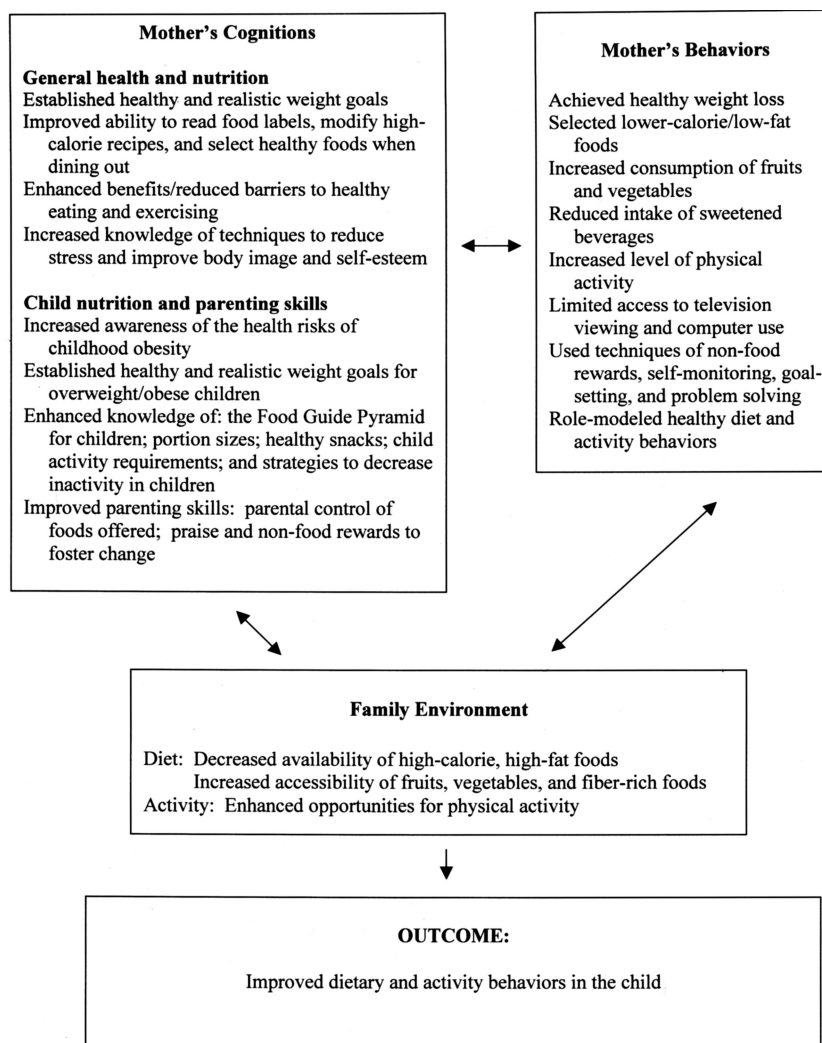 Mother's Cognitions
General health and nutrition
Established healthy and realistic weight goals
Improved ability to read food labels, modify high-
calorie recipes, and select healthy foods when
dining out
Enhanced benefits/reduced barriers to healthy
eating and exercising
Increased knowledge of techniques to reduce
stress and improve body image and self-esteem
Child nutrition and parenting skills
Increased awareness of the health risks of
childhood obesity
Established healthy and realistic weight goals for
overweight/obese children
Enhanced knowledge of: the Food Guide Pyramid
for children; portion sizes; healthy snacks; child
activity requirements; and strategies to decrease
inactivity in children
Improved parenting skills: parental control of
foods offered; praise and non-food rewards to
foster change
Mother's Behaviors
Achieved healthy weight loss
Selected lower-calorie/low-fat
foods
Increased consumption of fruits
and vegetables
Reduced intake of sweetened
beverages
Increased level of physical
activity
Limited access to television
viewing and computer use
Used techniques of non-food
rewards, self-monitoring, goal-
setting, and problem solving
Role-modeled healthy diet and
activity behaviors
Family Environment
Diet: Decreased availability of high-calorie, high-fat foods
Increased accessibility of fruits, vegetables, and fiber-rich foods
Activity: Enhanced opportunities for physical activity
OUTCOME:
Improved dietary and activity behaviors in the child